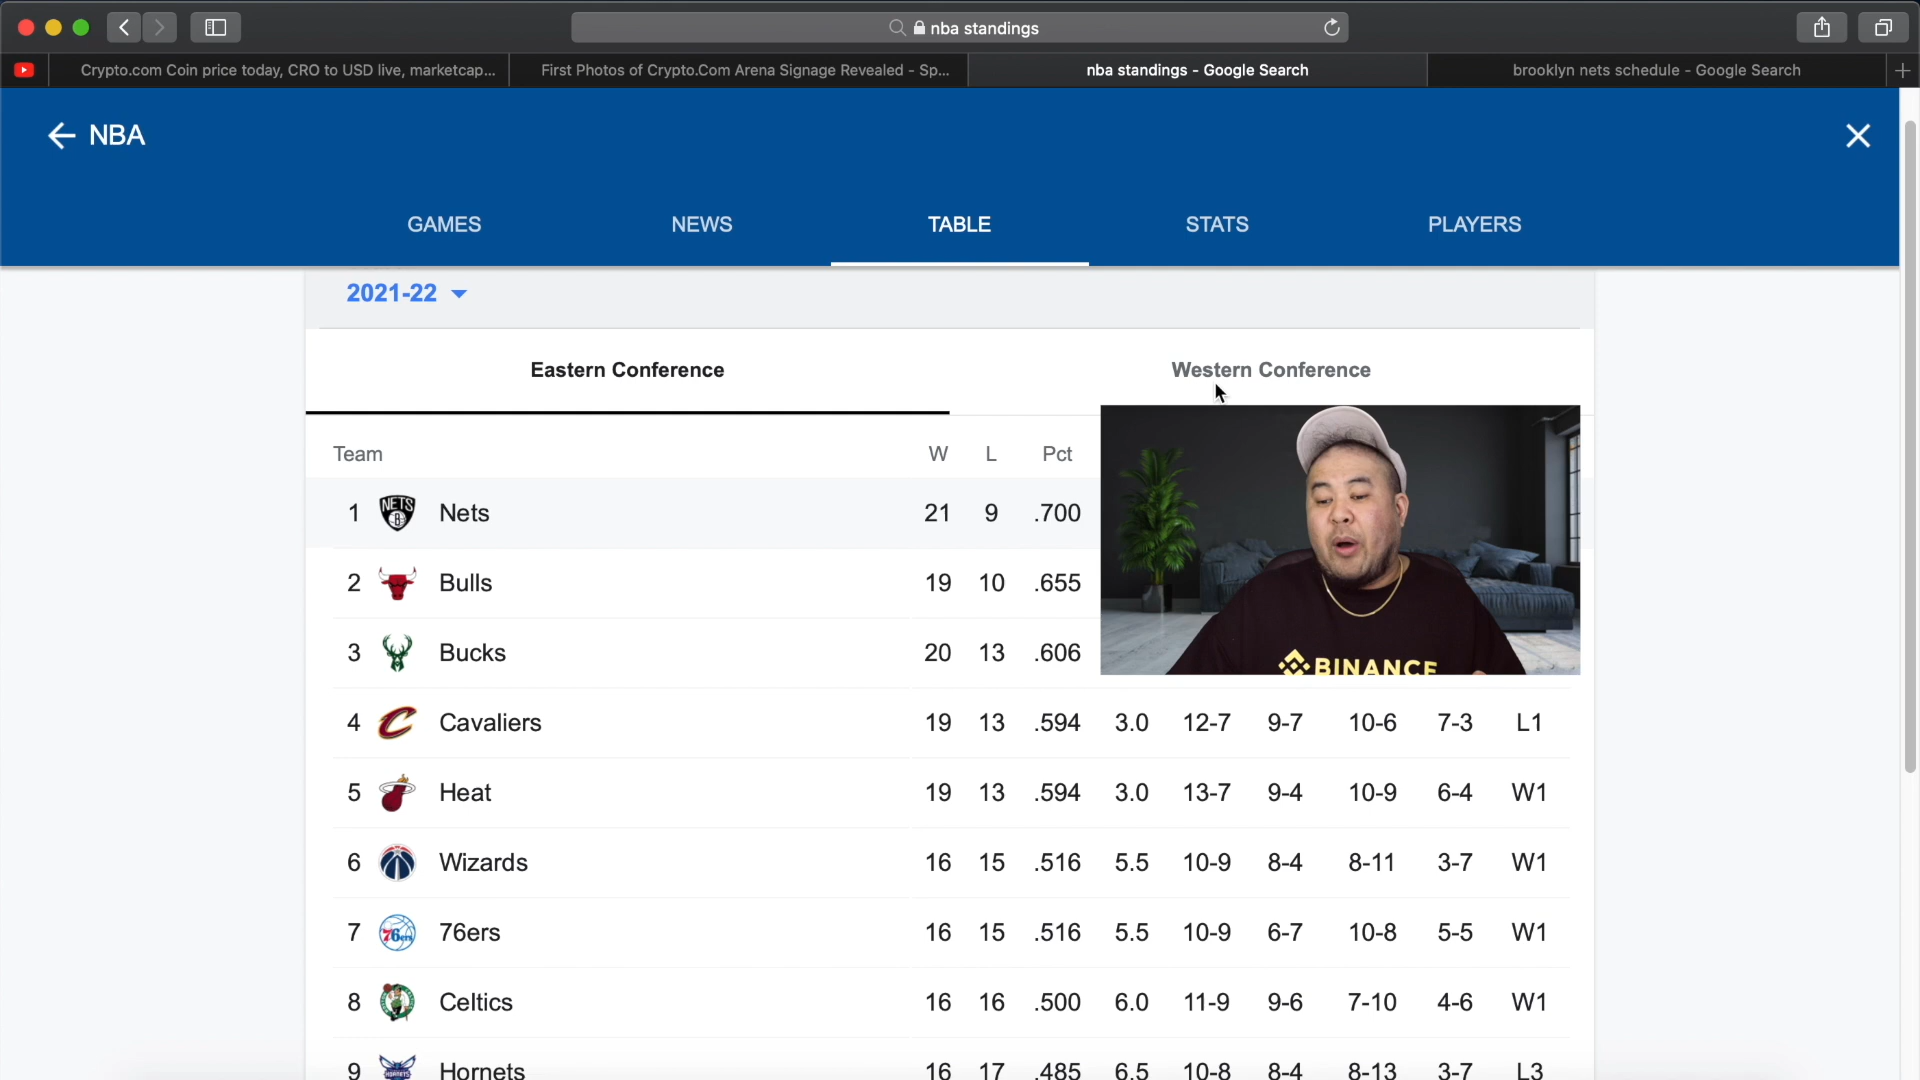 nba standings
Crypto.com Coin price today, CRO to USD live, marketcap...
First Photos of Crypto.Com Arena Signage Revealed - Sp...
nba standings - Google Search
brooklyn nets schedule - Google Search
NBA
GAMES NEWS TABLE STATS PLAYERS
2021-22
Eastern Conference Western Conference
Team W L Pct
1 NETS B Nets 21 9 .700
2 Bulls 19 10 .655
3 Bucks 20 13 .606
BINANCE
4 C Cavaliers 19 13 .594 3.0 12-7 9-7 10-6 7-3 L1
5 Heat 19 13 .594 3.0 13-7 9-4 10-9 6-4 W1
6 Wizards 16 15 .516 5.5 10-9 8-4 8-11 3-7 W1
7 76ers 76ers 16 15 .516 5.5 10-9 6-7 10-8 5-5 W1
8 Celtics 16 16 .500 6.0 11-9 9-6 7-10 4-6 W1
9 HORNETS Hornets 16 17 .485 6.5 10-8 8-4 8-13 3-7 L3